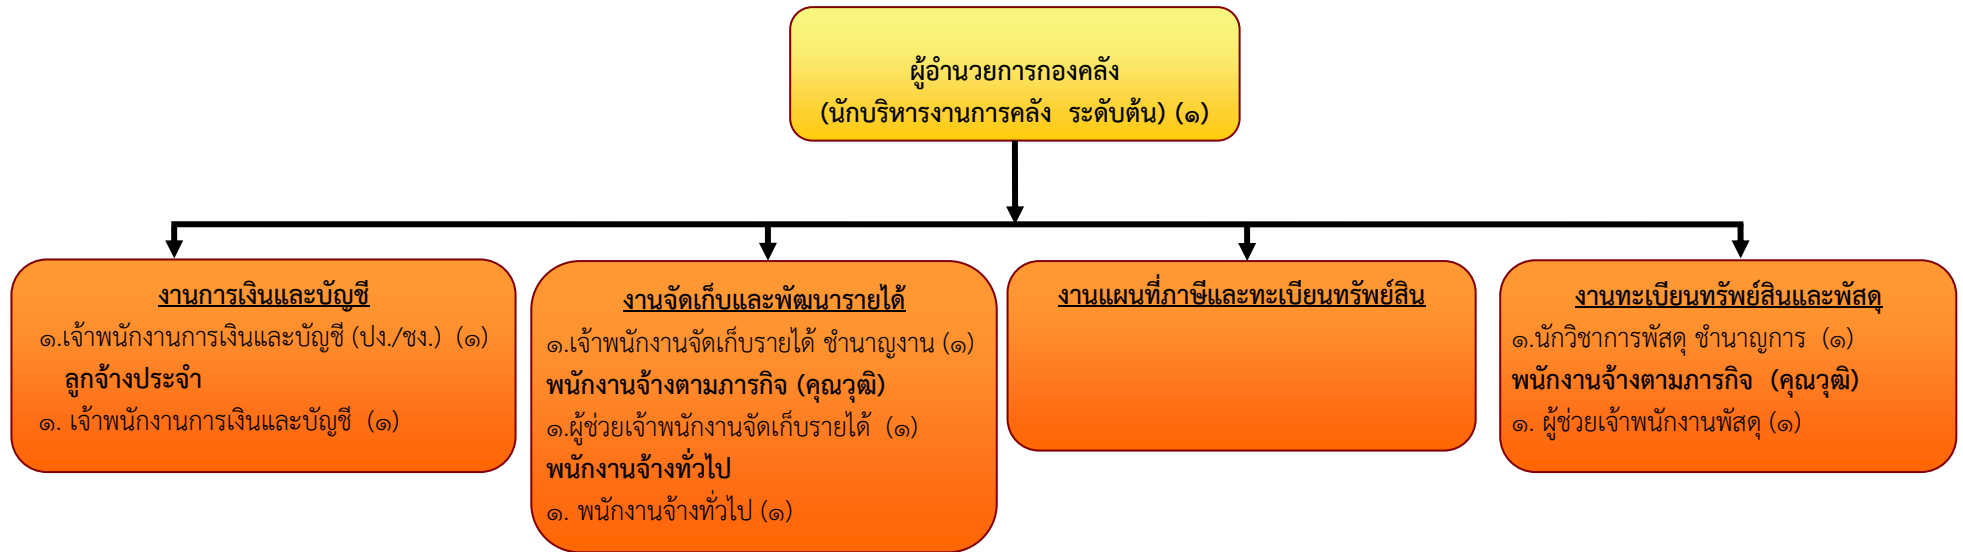 ผู้อำนวยการกองคลัง
(นักบริหารงานการคลัง ระดับต้น) (๑)
งานการเงินและบัญชี
๑.เจ้าพนักงานการเงินและบัญชี (ปง./ชง.) (๑)
ลูกจ้างประจำ
๑. เจ้าพนักงานการเงินและบัญชี (๑)
งานจัดเก็บและพัฒนารายได้
๑.เจ้าพนักงานจัดเก็บรายได้ ชำนาญงาน (๑)
พนักงานจ้างตามภารกิจ (คุณวุฒิ)
๑.ผู้ช่วยเจ้าพนักงานจัดเก็บรายได้ (๑)
พนักงานจ้างทั่วไป
๑. พนักงานจ้างทั่วไป (๑)
งานแผนที่ภาษีและทะเบียนทรัพย์สิน
งานทะเบียนทรัพย์สินและพัสดุ
๑.นักวิชาการพัสดุ ชำนาญการ (๑)
พนักงานจ้างตามภารกิจ (คุณวุฒิ)
๑. ผู้ช่วยเจ้าพนักงานพัสดุ (๑)